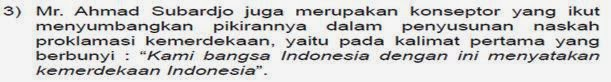 3) Mr. Ahmad Subardjo juga merupakan konseptor yang ikut
menyumbangkan pikirannya dalam penyusunan naskah
proklamasi kemerdekaan, yaitu pada kalimat pertama yang
berbunyi : “Kami bangsa Indonesia dengan ini menyatakan
kemerdekaan Indonesia”.